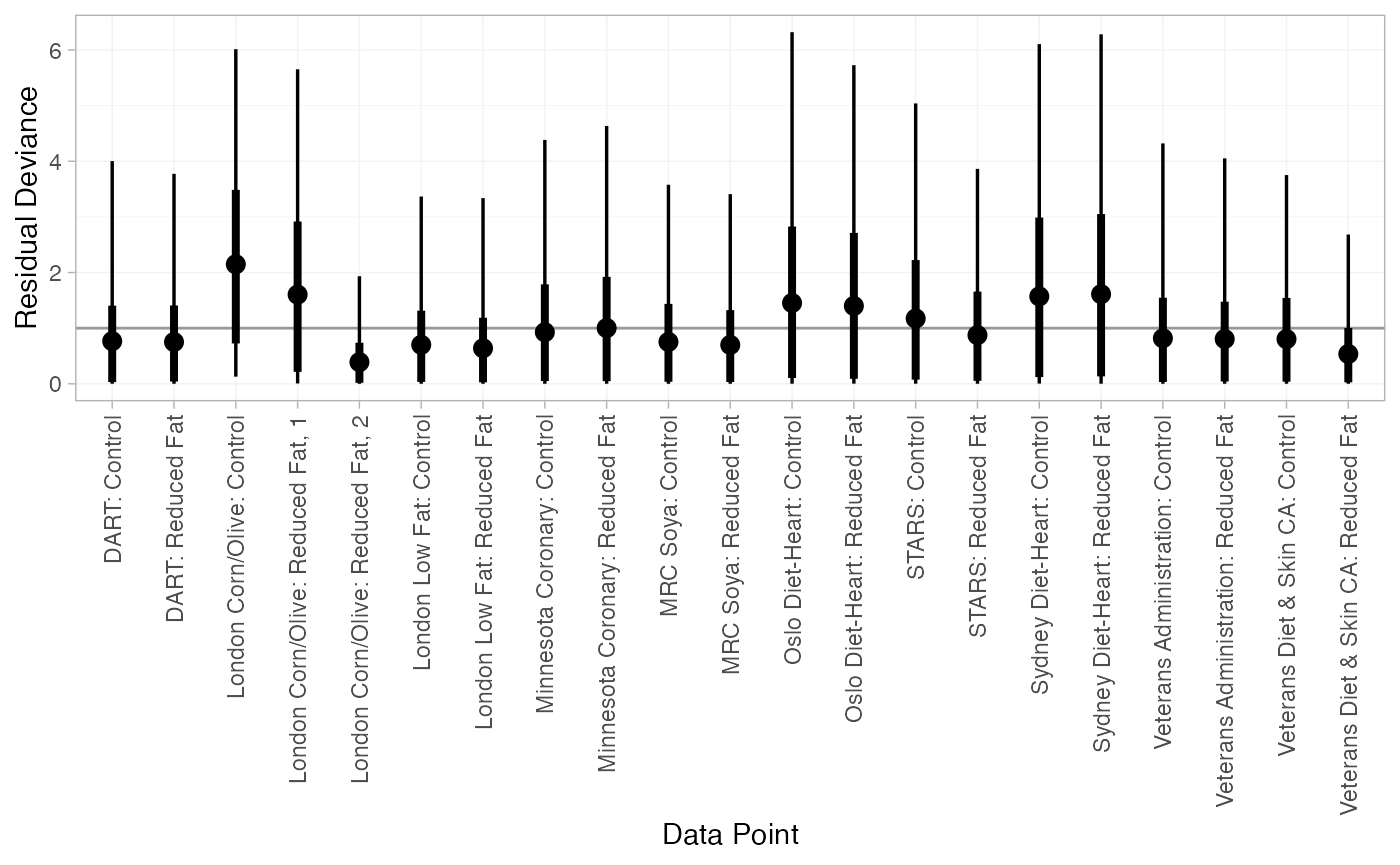 Residual Deviance
6
4
2
0
DART: Control
DART: Reduced Fat
London Corn/Olive: Control
London Corn/Olive: Reduced Fat, 1
London Corn/Olive: Reduced Fat, 2
London Low Fat: Control
London Low Fat: Reduced Fat
Minnesota Coronary: Control
Minnesota Coronary: Reduced Fat
MRC Soya: Control
MRC Soya: Reduced Fat
Oslo Diet-Heart: Control
Oslo Diet-Heart: Reduced Fat
STARS: Control
STARS: Reduced Fat
Sydney Diet-Heart: Control
Sydney Diet-Heart: Reduced Fat
Veterans Administration: Control
Veterans Administration: Reduced Fat
Veterans Diet & Skin CA: Control
Veterans Diet & Skin CA: Reduced Fat
Data Point